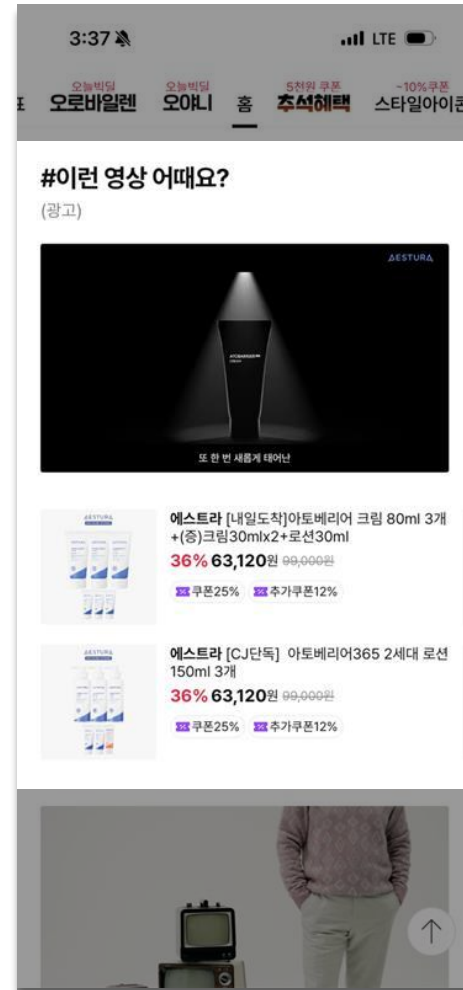 3:37
LTE
오늘빅딜
오로바일렌
오늘빅딜
오야니
홈
5천원 쿠폰
추석혜택
~10%쿠폰
스타일아이콘
#이런 영상 어때요?
(광고)
AESTURA
ATOBARRIER365
CREAM
또 한 번 새롭게 태어난
AESTURA
에스트라 [내일도착]아토베리어 크림 80ml 3개
+(증)크림30mlx2+로션30ml
36% 63,120원 99,000원
쿠폰25% 추가쿠폰12%
AESTURA
에스트라 [CJ단독] 아토베리어365 2세대 로션
150ml 3개
36% 63,120원 99,000원
쿠폰25% 추가쿠폰12%